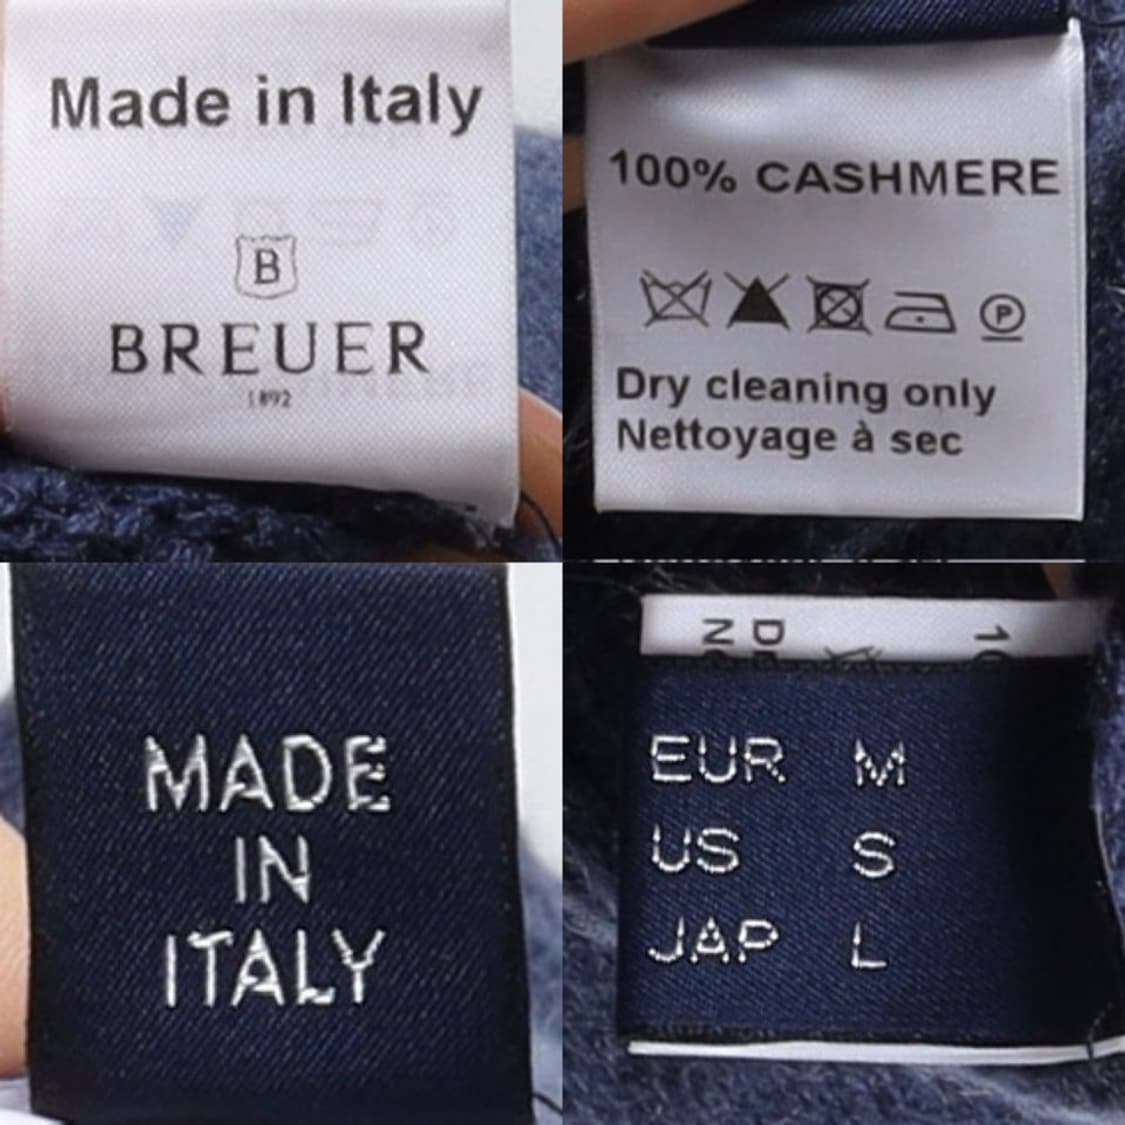 Made in Italy
B
BREUER
1892
100% CASHMERE
P
Dry cleaning only
Nettoyage à sec
MADE
IN
ITALY
EUR M
US S
JAP L